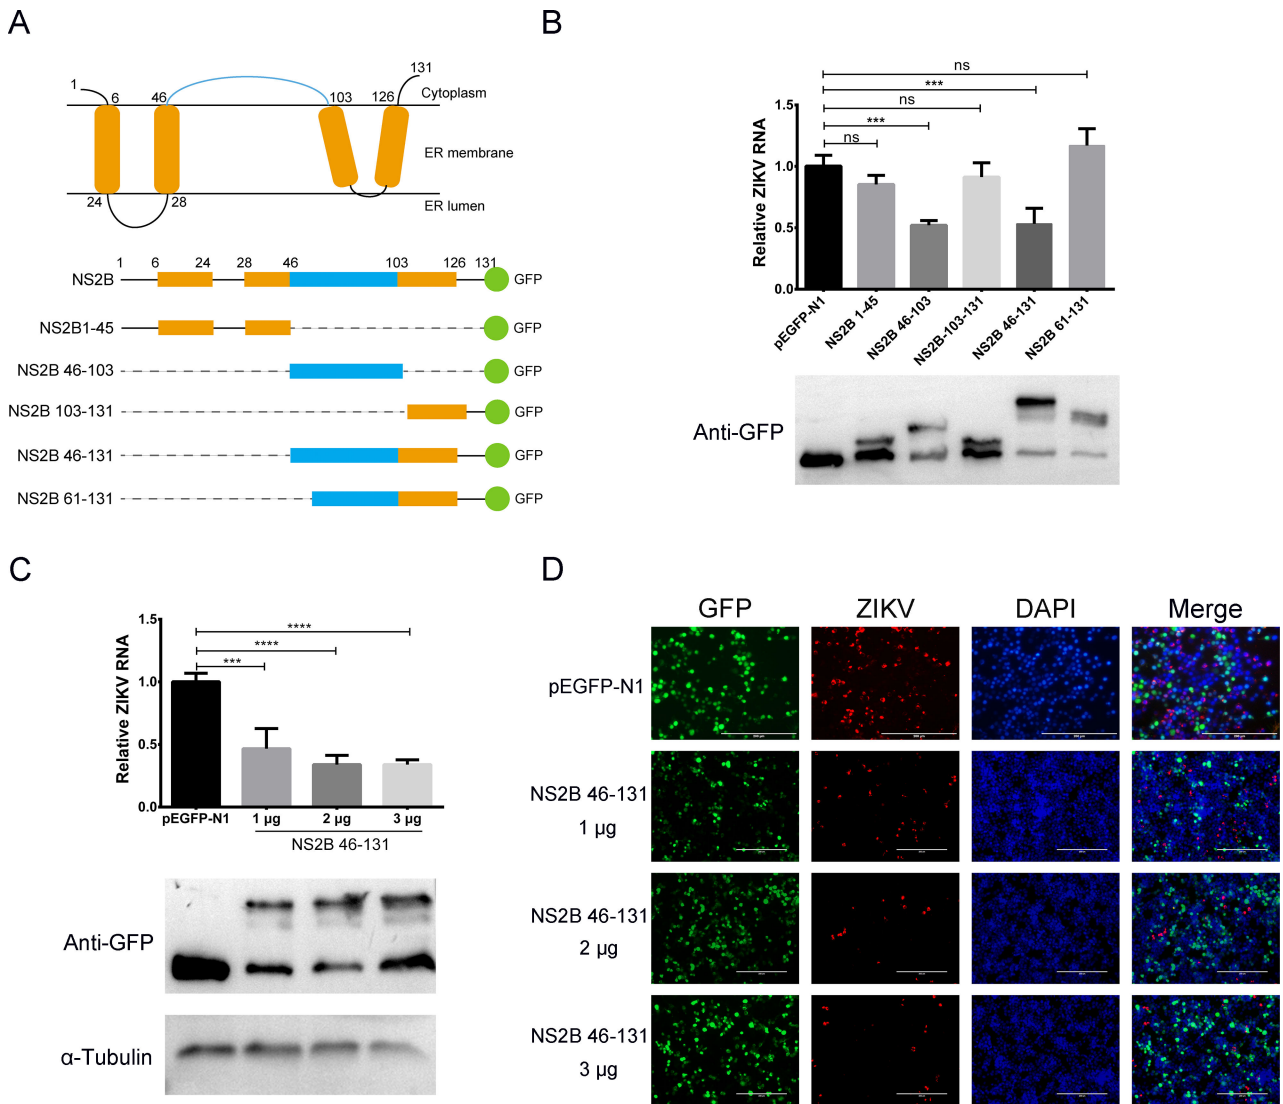 A
1
6
46
103
126
131
Cytoplasm
ER membrane
24
28
ER lumen
1 6 24 28 46 103 126 131
NS2B GFP
NS2B1-45 GFP
NS2B 46-103 GFP
NS2B 103-131 GFP
NS2B 46-131 GFP
NS2B 61-131 GFP
B
ns
***
ns
***
ns
Relative ZIKV RNA
1.5
1.0
0.5
0.0
pEGFP-N1
NS2B 1-45
NS2B 46-103
NS2B-103-131
NS2B 46-131
NS2B 61-131
Anti-GFP
C
****
****
***
Relative ZIKV RNA
1.5
1.0
0.5
0.0
pEGFP-N1 1 μg 2 μg 3 μg
NS2B 46-131
Anti-GFP
α-Tubulin
D
GFP ZIKV DAPI Merge
pEGFP-N1
NS2B 46-131
1 μg
NS2B 46-131
2 μg
NS2B 46-131
3 μg